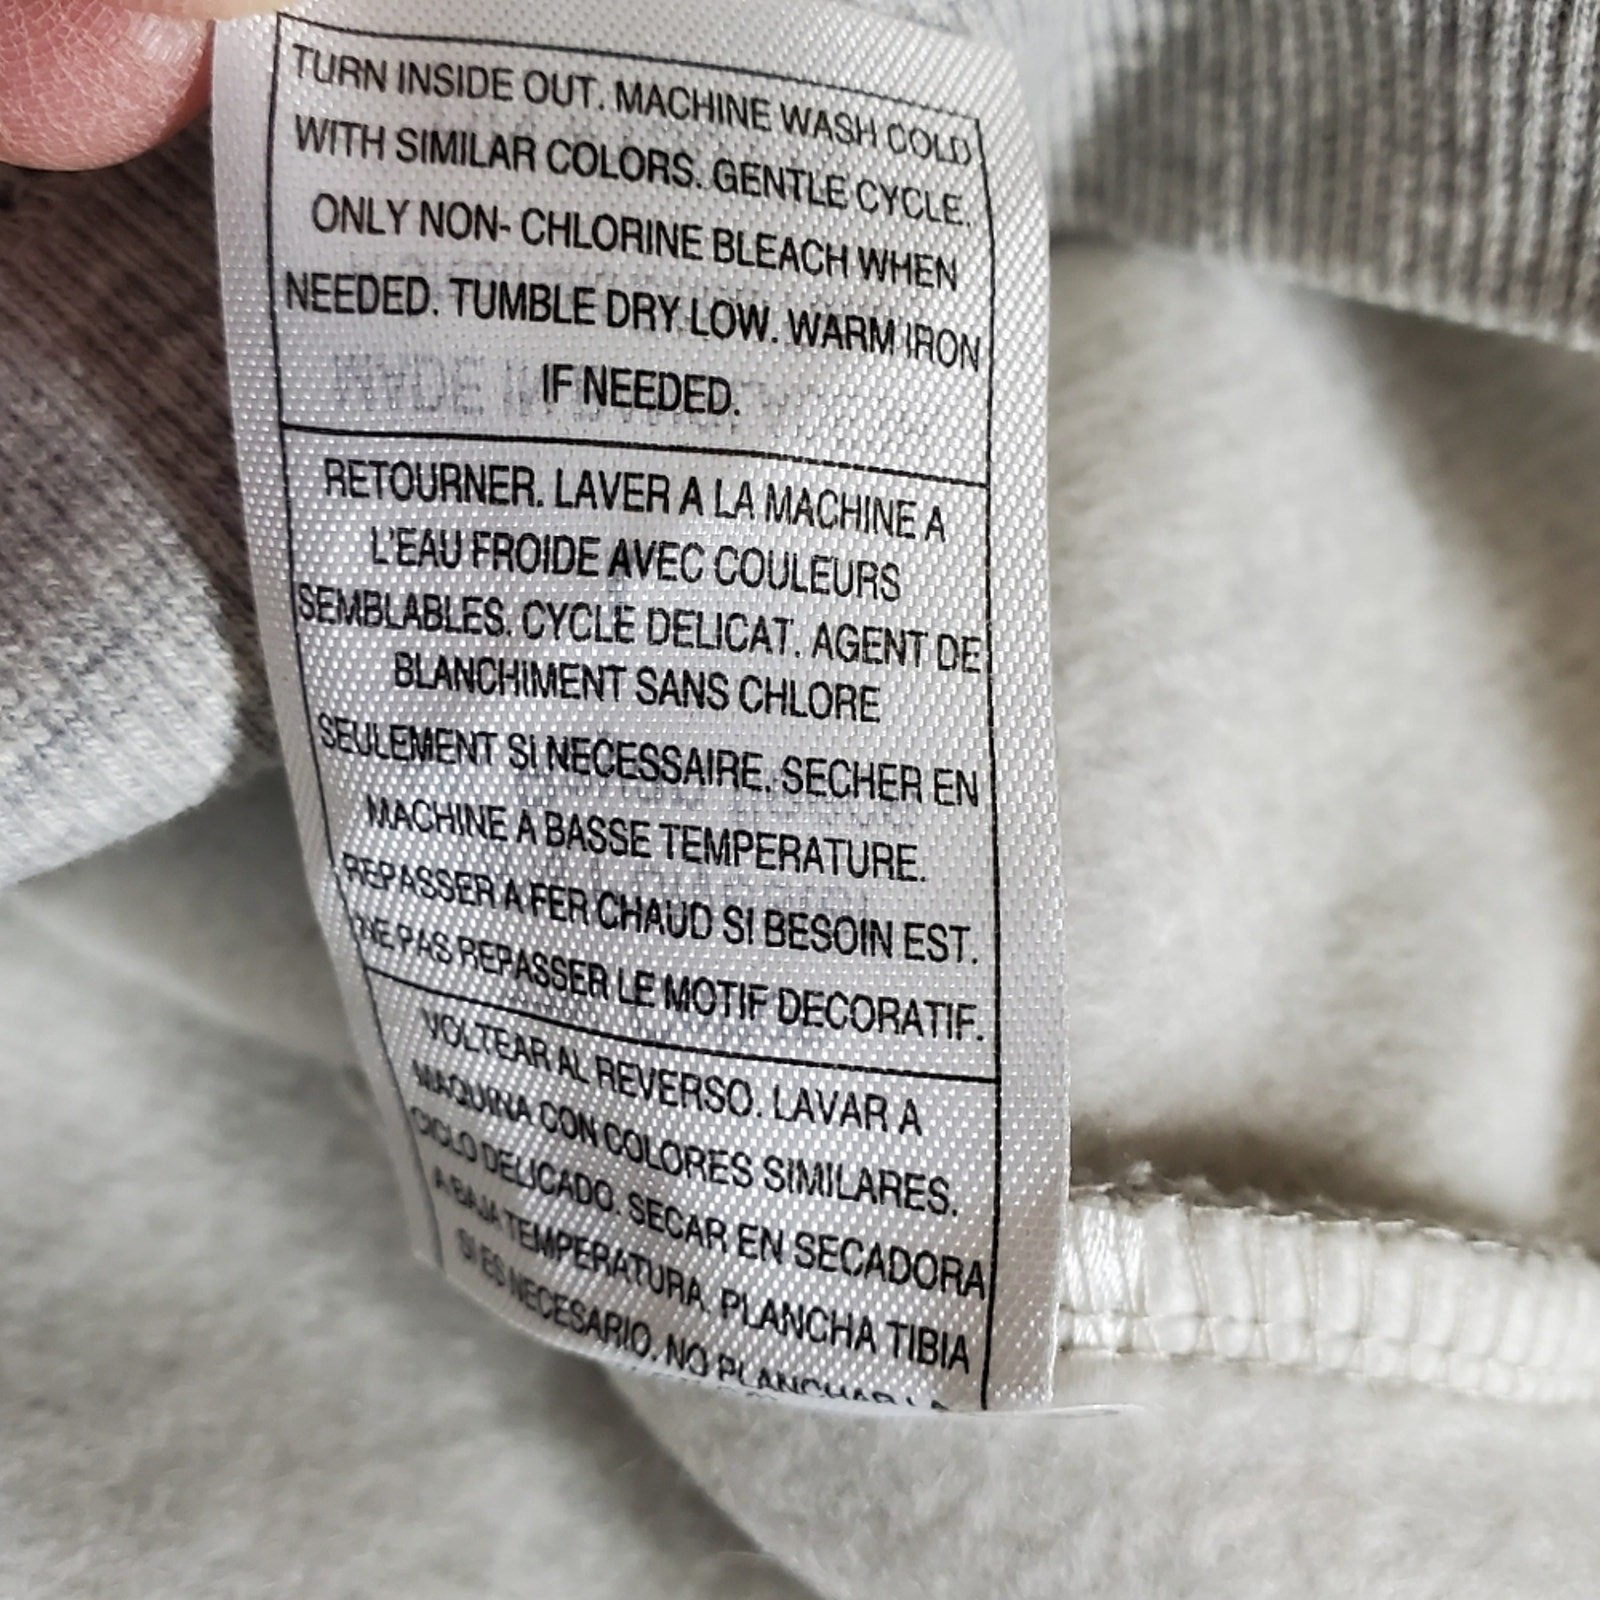 TURN INSIDE OUT. MACHINE WASH COLD
WITH SIMILAR COLORS. GENTLE CYCLE.
ONLY NON- CHLORINE BLEACH WHEN
NEEDED. TUMBLE DRY LOW. WARM IRON
IF NEEDED.
RETOURNER. LAVER A LA MACHINE A
L'EAU FROIDE AVEC COULEURS
SEMBLABLES. CYCLE DELICAT. AGENT DE
BLANCHIMENT SANS CHLORE
SEULEMENT SI NECESSAIRE. SECHER EN
MACHINE A BASSE TEMPERATURE.
REPASSER A FER CHAUD SI BESOIN EST.
NE PAS REPASSER LE MOTIF DECORATIF.
VOLTEAR AL REVERSO. LAVAR A
MAQUINA CON COLORES SIMILARES.
CICLO DELICADO. SECAR EN SECADORA
A BAJA TEMPERATURA. PLANCHA TIBIA
SI ES NECESARIO. NO PLANCHAR LA